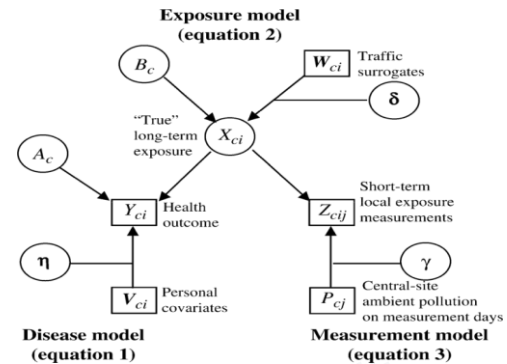 Exposure model
(equation 2)
B_c
W_ci
Traffic
surrogates
δ
"True"
long-term
exposure
X_ci
A_c
Y_ci
Health
outcome
Z_cij
Short-term
local exposure
measurements
η
γ
V_ci
Personal
covariates
P_cj
Central-site
ambient pollution
on measurement days
Disease model
(equation 1)
Measurement model
(equation 3)